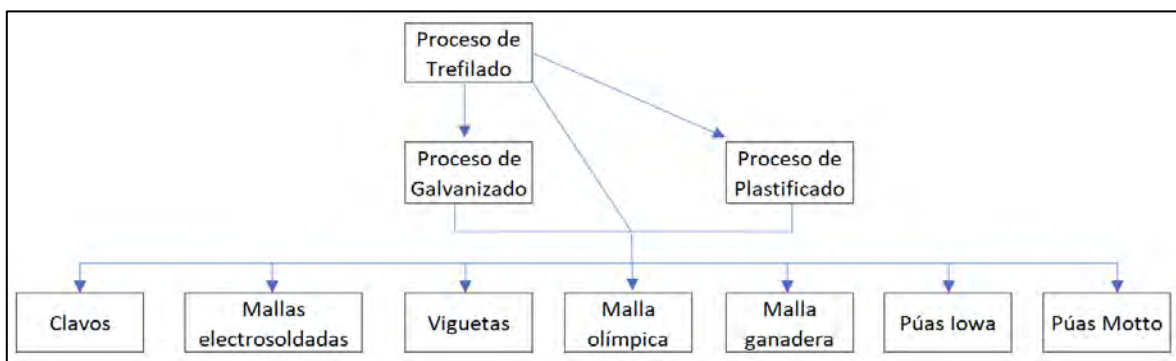 Proceso de
Trefilado
Proceso de
Galvanizado
Proceso de
Plastificado
Clavos
Mallas
electrosoldadas
Viguetas
Malla
olímpica
Malla
ganadera
Púas Iowa
Púas Motto